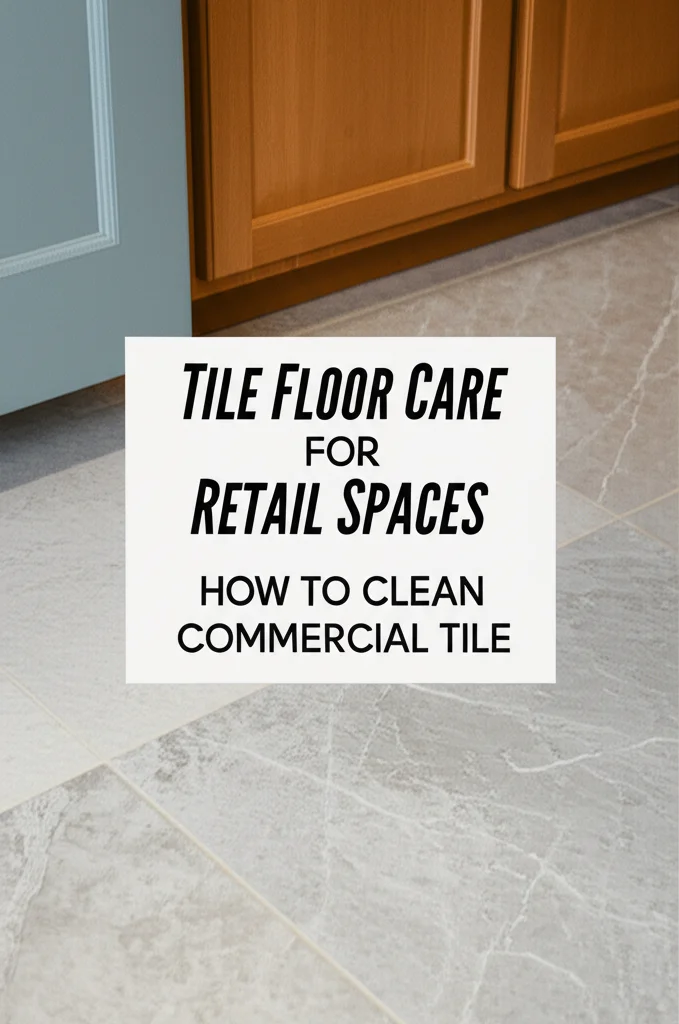 TILE FLOOR CARE
FOR
RETAIL SPACES
HOW TO CLEAN
COMMERCIAL TILE